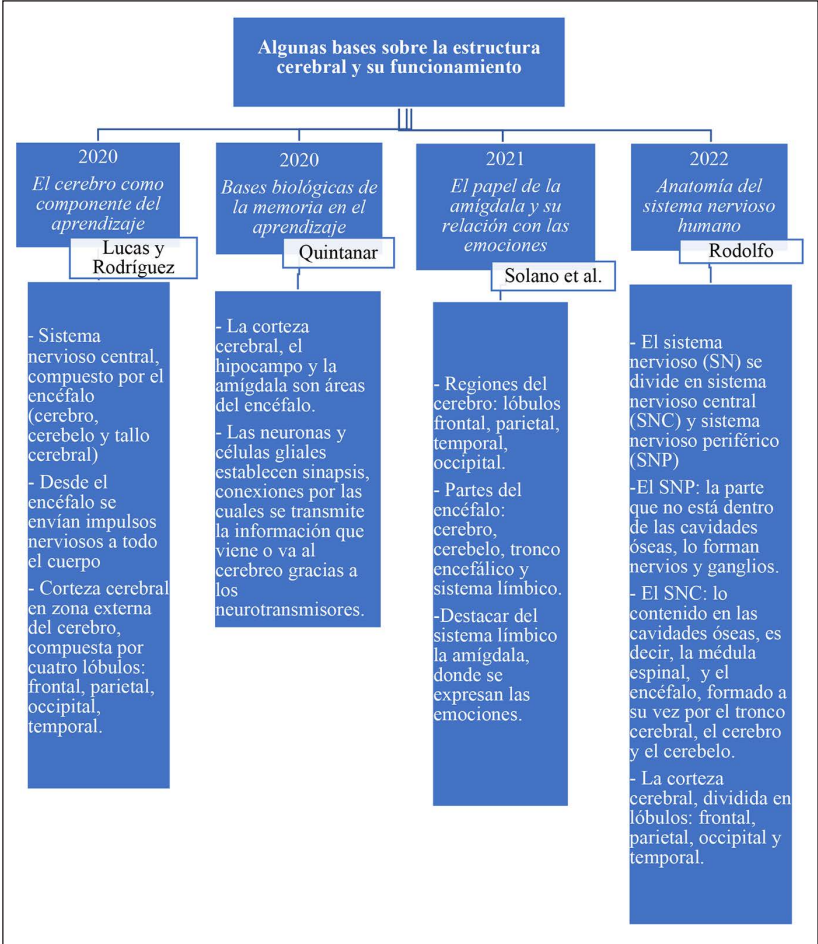 Algunas bases sobre la estructura
cerebral y su funcionamiento
2020
El cerebro como
componente del
aprendizaje
Lucas y
Rodríguez
- Sistema
nervioso central,
compuesto por el
encéfalo
(cerebro,
cerebelo y tallo
cerebral)
- Desde el
encéfalo se
envían impulsos
nerviosos a todo
el cuerpo
- Corteza cerebral
en zona externa
del cerebro,
compuesta por
cuatro lóbulos:
frontal, parietal,
occipital,
temporal.
2020
Bases biológicas de
la memoria en el
aprendizaje
Quintanar
- La corteza
cerebral, el
hipocampo y la
amígdala son áreas
del encéfalo.
- Las neuronas y
células gliales
establecen sinapsis,
conexiones por las
cuales se transmite
la información que
viene o va al
cerebreo gracias a
los
neurotransmisores.
2021
El papel de la
amígdala y su
relación con las
emociones
Solano et al.
- Regiones del
cerebro: lóbulos
frontal, parietal,
temporal,
occipital.
- Partes del
encéfalo:
cerebro,
cerebelo, tronco
encefálico y
sistema límbico.
-Destacar del
sistema límbico
la amígdala,
donde se
expresan las
emociones.
2022
Anatomía del
sistema nervioso
humano
Rodolfo
- El sistema
nervioso (SN) se
divide en sistema
nervioso central
(SNC) y sistema
nervioso periférico
(SNP)
-El SNP: la parte
que no está dentro
de las cavidades
óseas, lo forman
nervios y ganglios.
- El SNC: lo
contenido en las
cavidades óseas, es
decir, la médula
espinal, y el
encéfalo, formado a
su vez por el tronco
cerebral, el cerebro
y el cerebelo.
- La corteza
cerebral, dividida en
lóbulos: frontal,
parietal, occipital y
temporal.